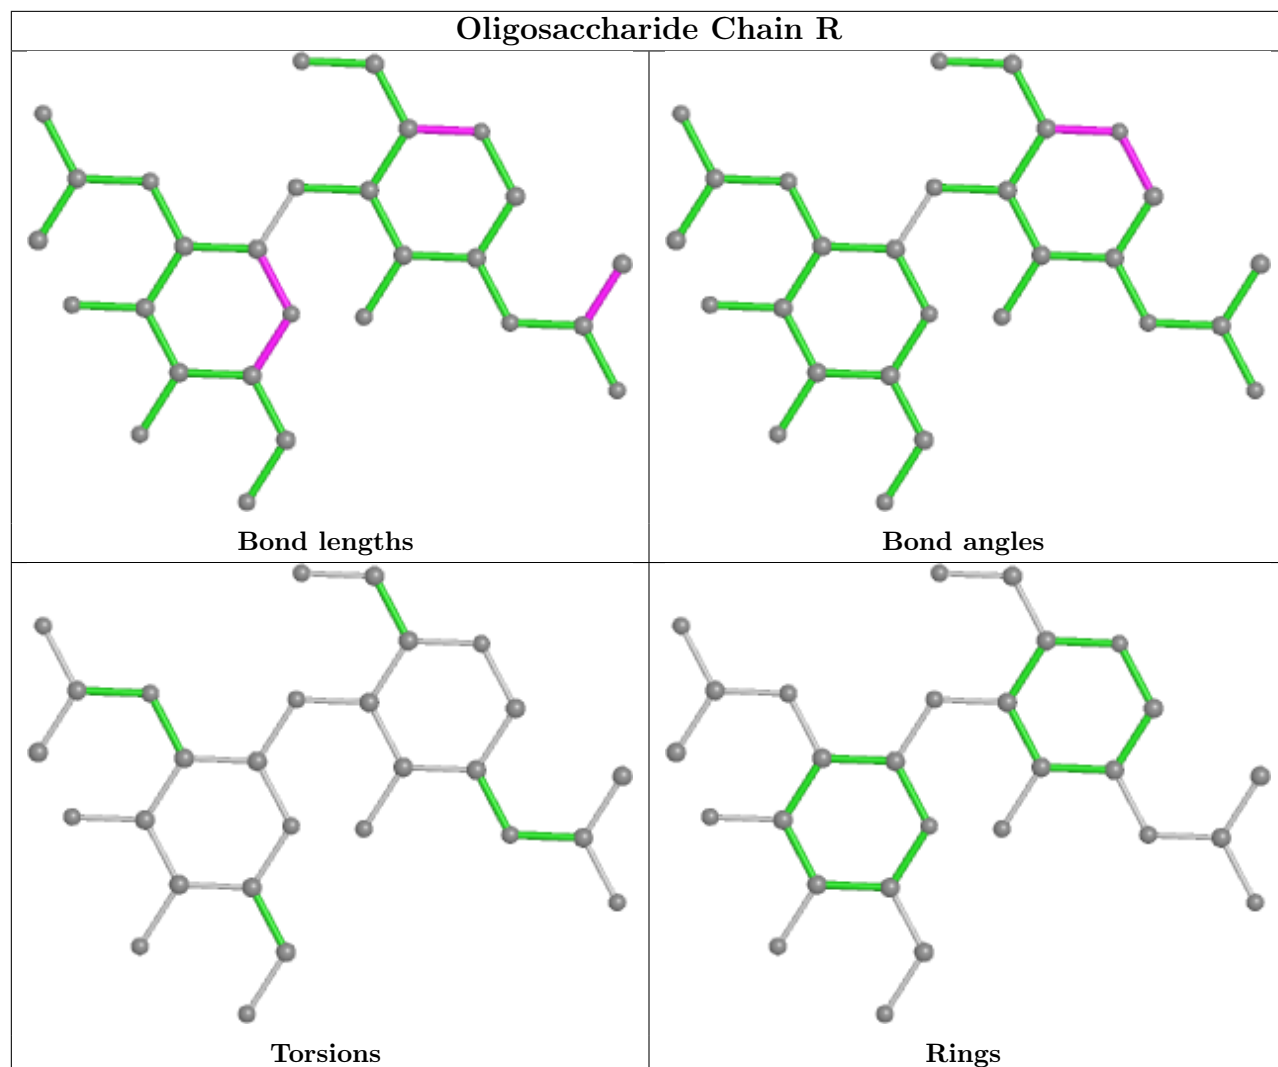 Oligosaccharide Chain R
Bond lengths
Bond angles
Torsions
Rings